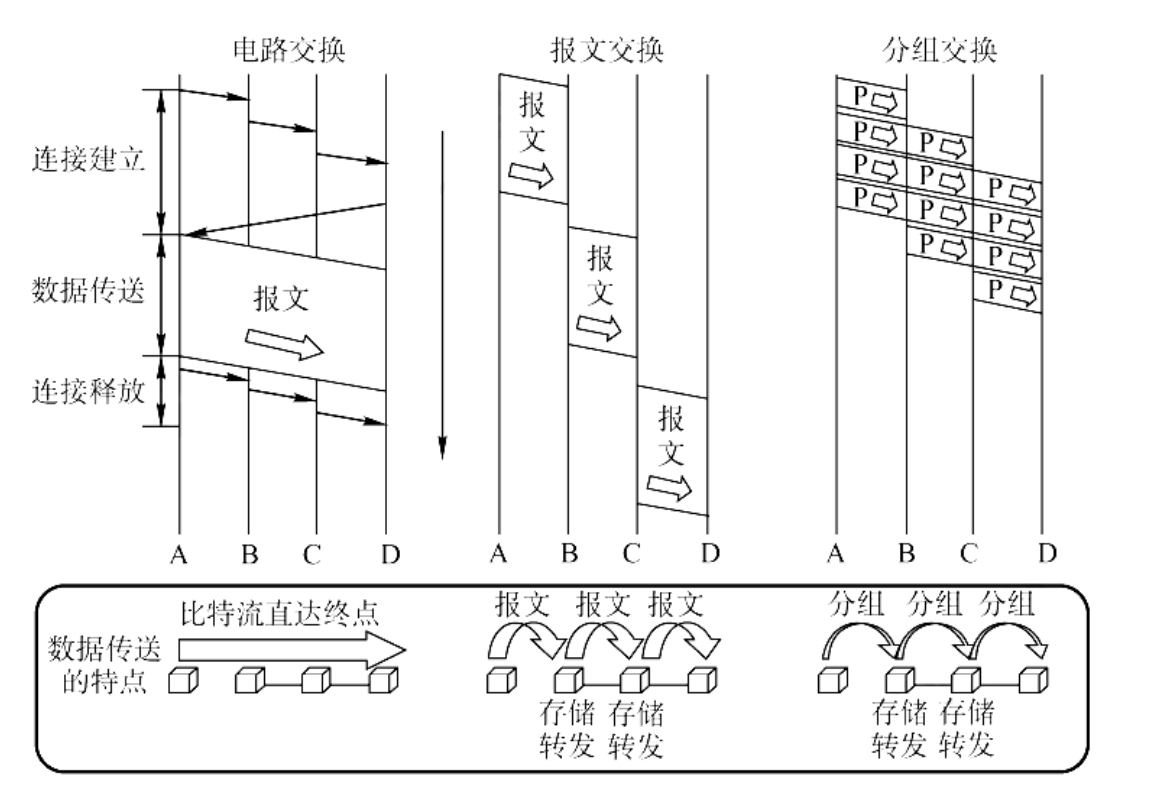 电路交换
报文交换
分组交换
连接建立
数据传送
连接释放
报文
报
文
报
文
报
文
P
P
P
P
P
P
P
P
P
P
P
P
A B C D
A B C D
A B C D
数据传送
的特点
比特流直达终点
报文 报文 报文
存储 存储
转发 转发
分组 分组 分组
存储 存储
转发 转发